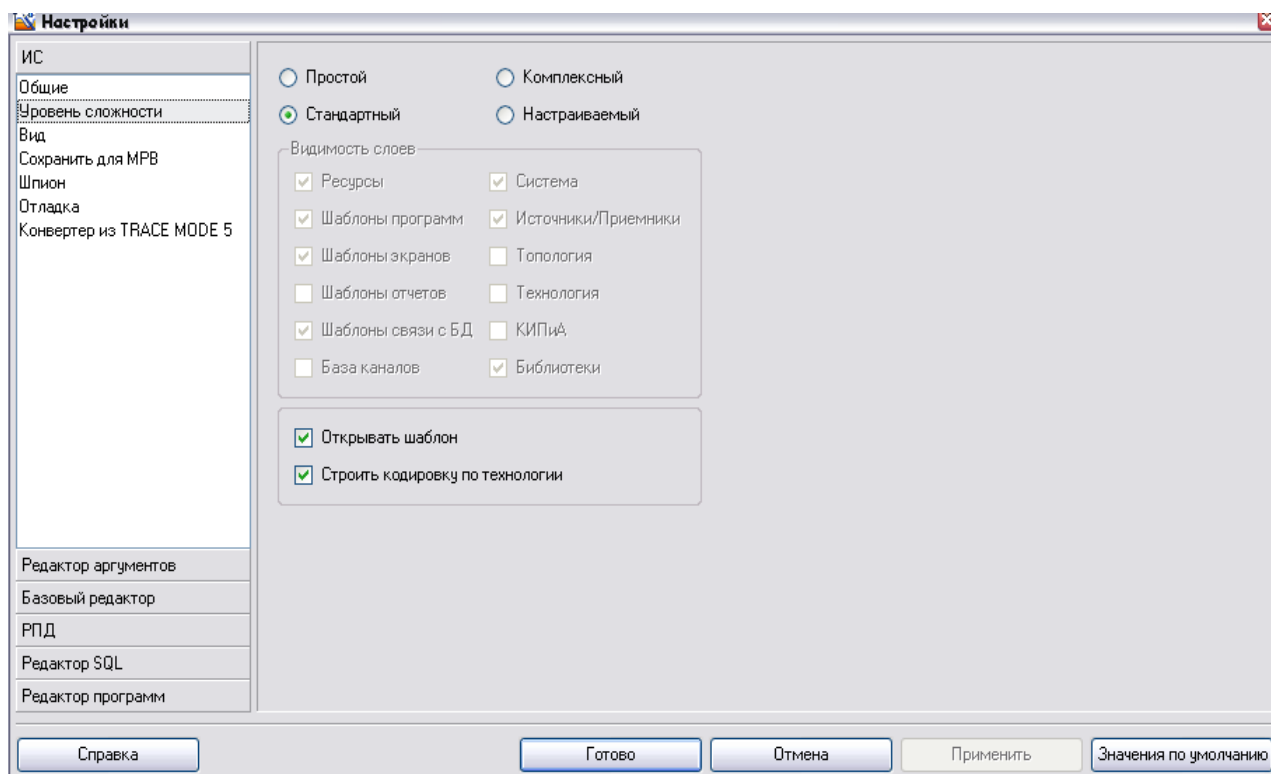 Настройки
ИС
Общие
Уровень сложности
Вид
Сохранить для МРВ
Шпион
Отладка
Конвертер из TRACE MODE 5
Редактор аргументов
Базовый редактор
РПД
Редактор SQL
Редактор программ
Простой
Комплексный
Стандартный
Настраиваемый
Видимость слоев
Ресурсы
Система
Шаблоны программ
Источники/Приемники
Шаблоны экранов
Топология
Шаблоны отчетов
Технология
Шаблоны связи с БД
КИПиА
База каналов
Библиотеки
Открывать шаблон
Строить кодировку по технологии
Справка
Готово
Отмена
Применить
Значения по умолчанию